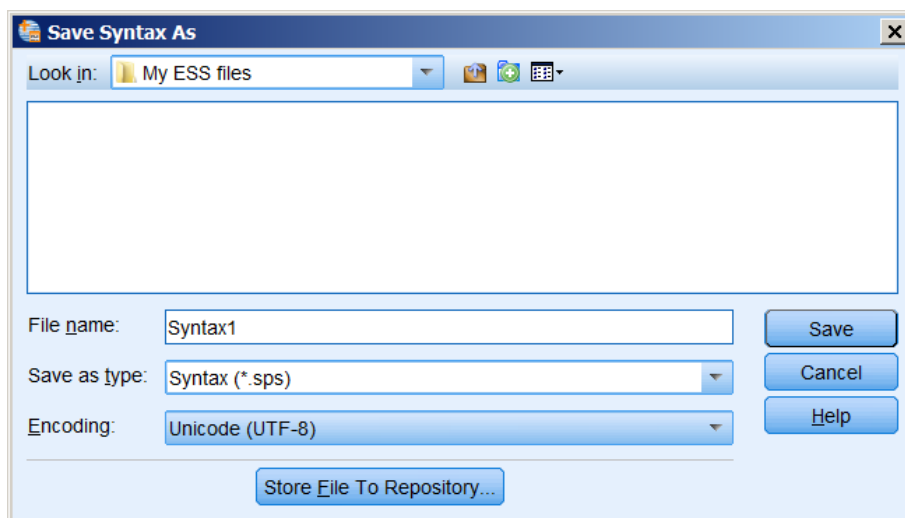 Save Syntax As
Look in: My ESS files
File name: Syntax1
Save
Save as type: Syntax (*.sps)
Cancel
Encoding: Unicode (UTF-8)
Help
Store File To Repository...